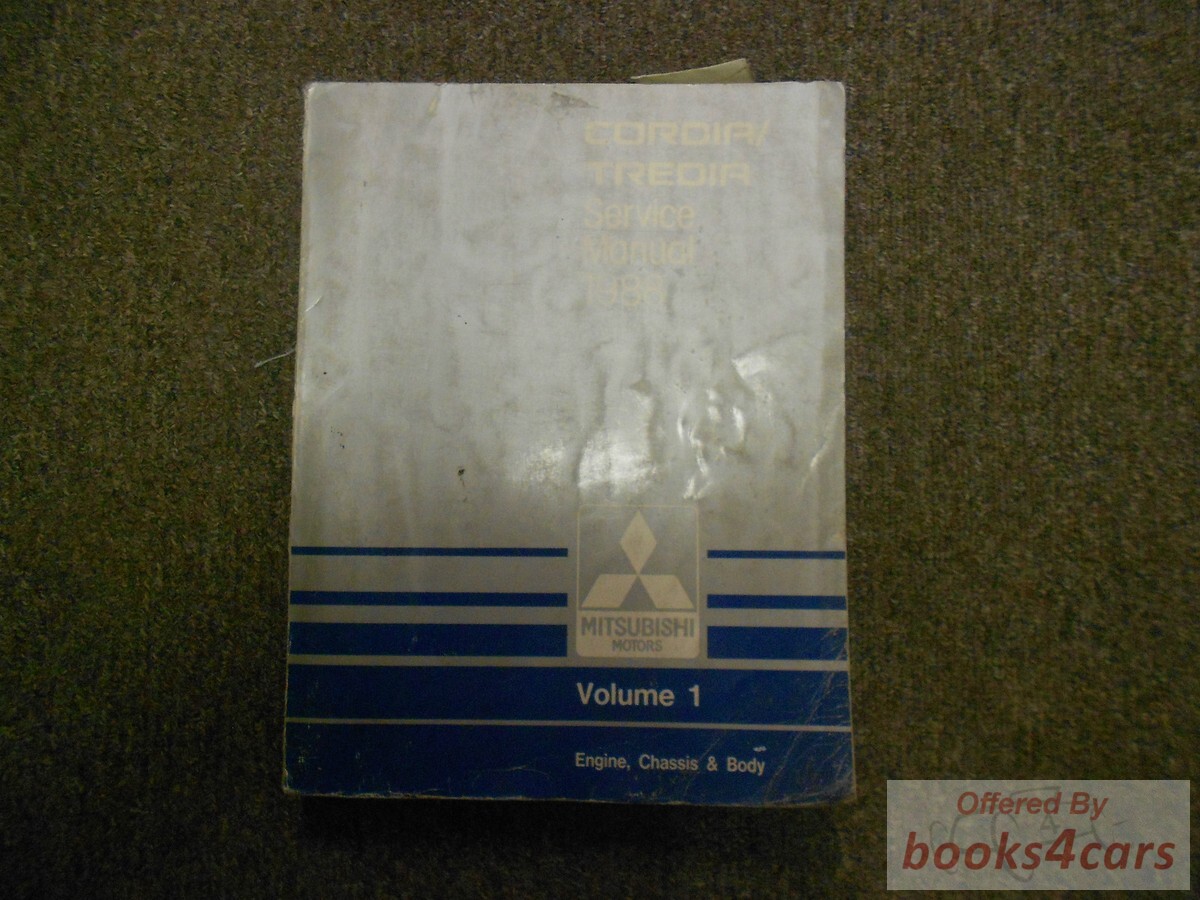 CORDIA/
TREDIA
Service
Manual
MITSUBISHI
MOTORS
Volume 1
Engine, Chassis & Body
Offered By
books4cars